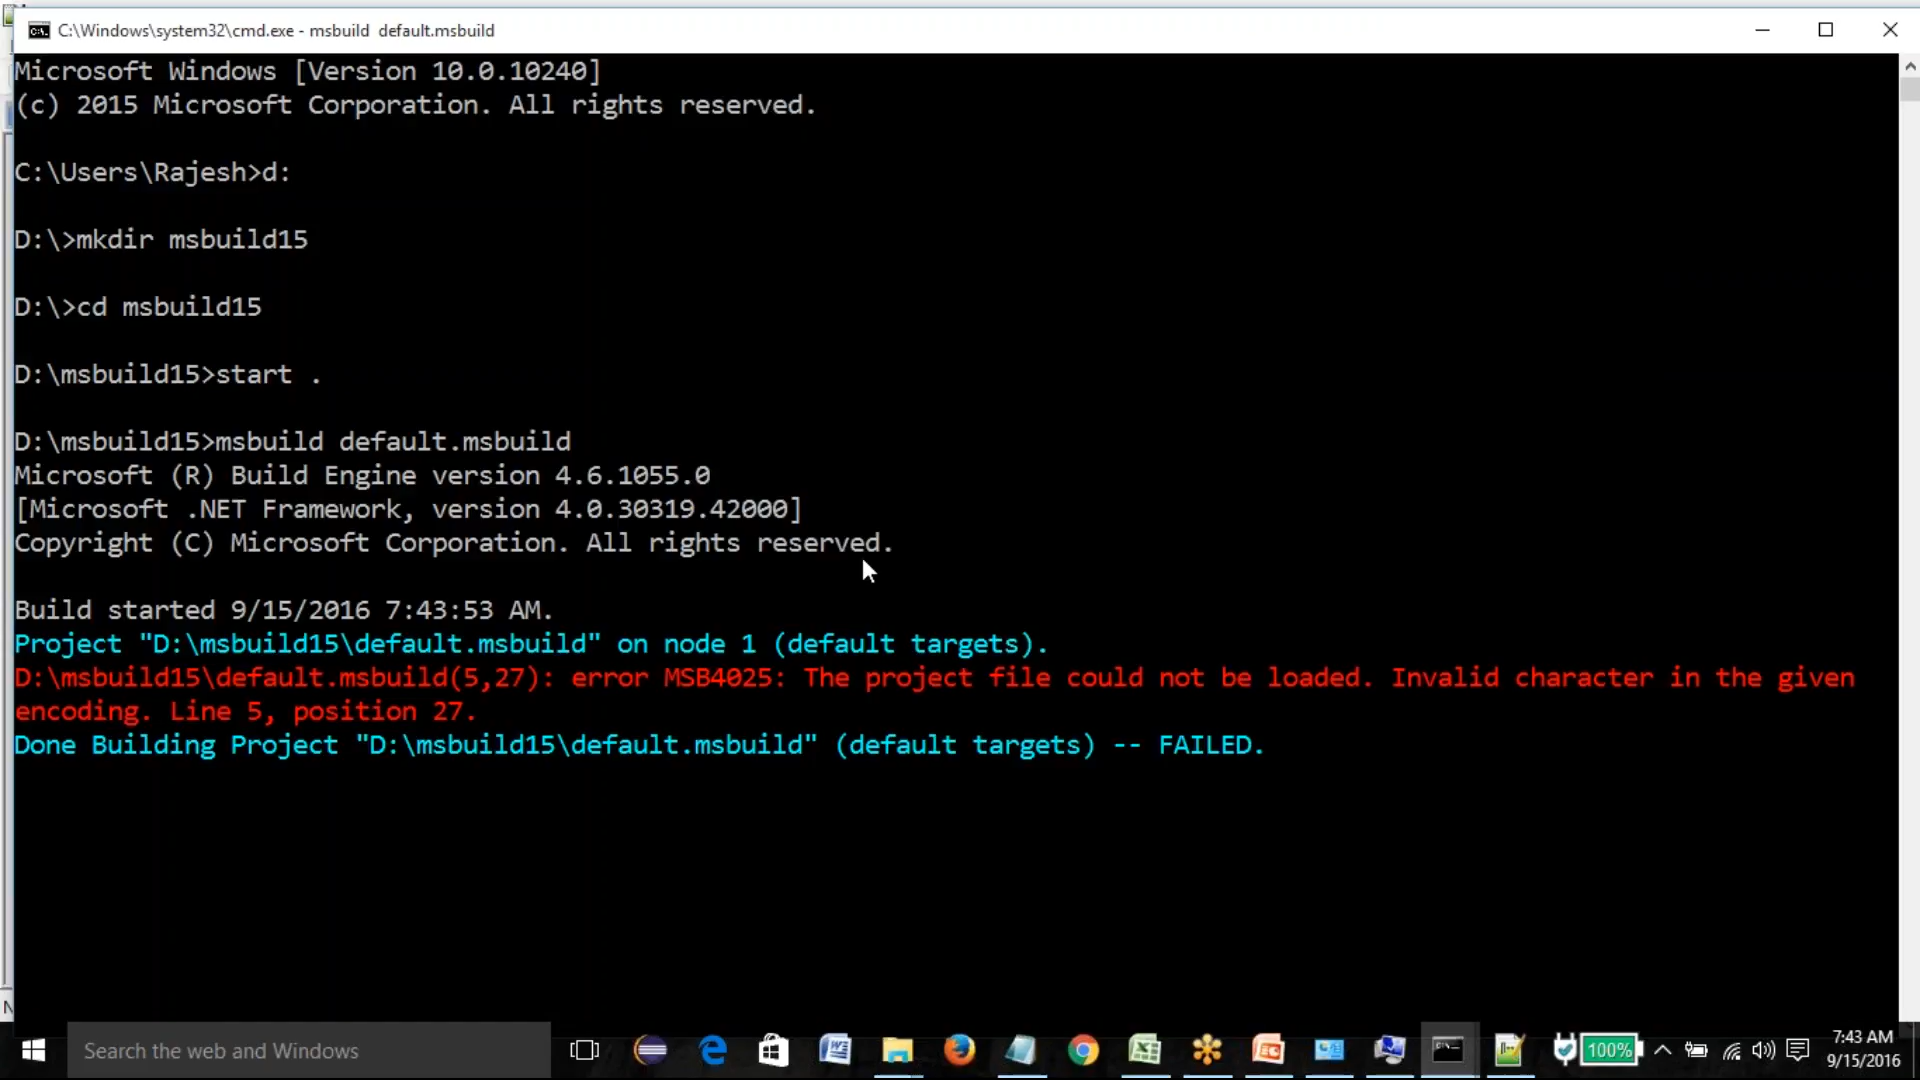 C:\Windows\system32\cmd.exe - msbuild  default.msbuild
Microsoft Windows [Version 10.0.10240]
(c) 2015 Microsoft Corporation. All rights reserved.
C:\Users\Rajesh>d:
D:\>mkdir msbuild15
D:\>cd msbuild15
D:\msbuild15>start .
D:\msbuild15>msbuild default.msbuild
Microsoft (R) Build Engine version 4.6.1055.0
[Microsoft .NET Framework, version 4.0.30319.42000]
Copyright (C) Microsoft Corporation. All rights reserved.
Build started 9/15/2016 7:43:53 AM.
Project "D:\msbuild15\default.msbuild" on node 1 (default targets).
D:\msbuild15\default.msbuild(5,27): error MSB4025: The project file could not be loaded. Invalid character in the given
encoding. Line 5, position 27.
Done Building Project "D:\msbuild15\default.msbuild" (default targets) -- FAILED.
Search the web and Windows
100%
7:43 AM
9/15/2016